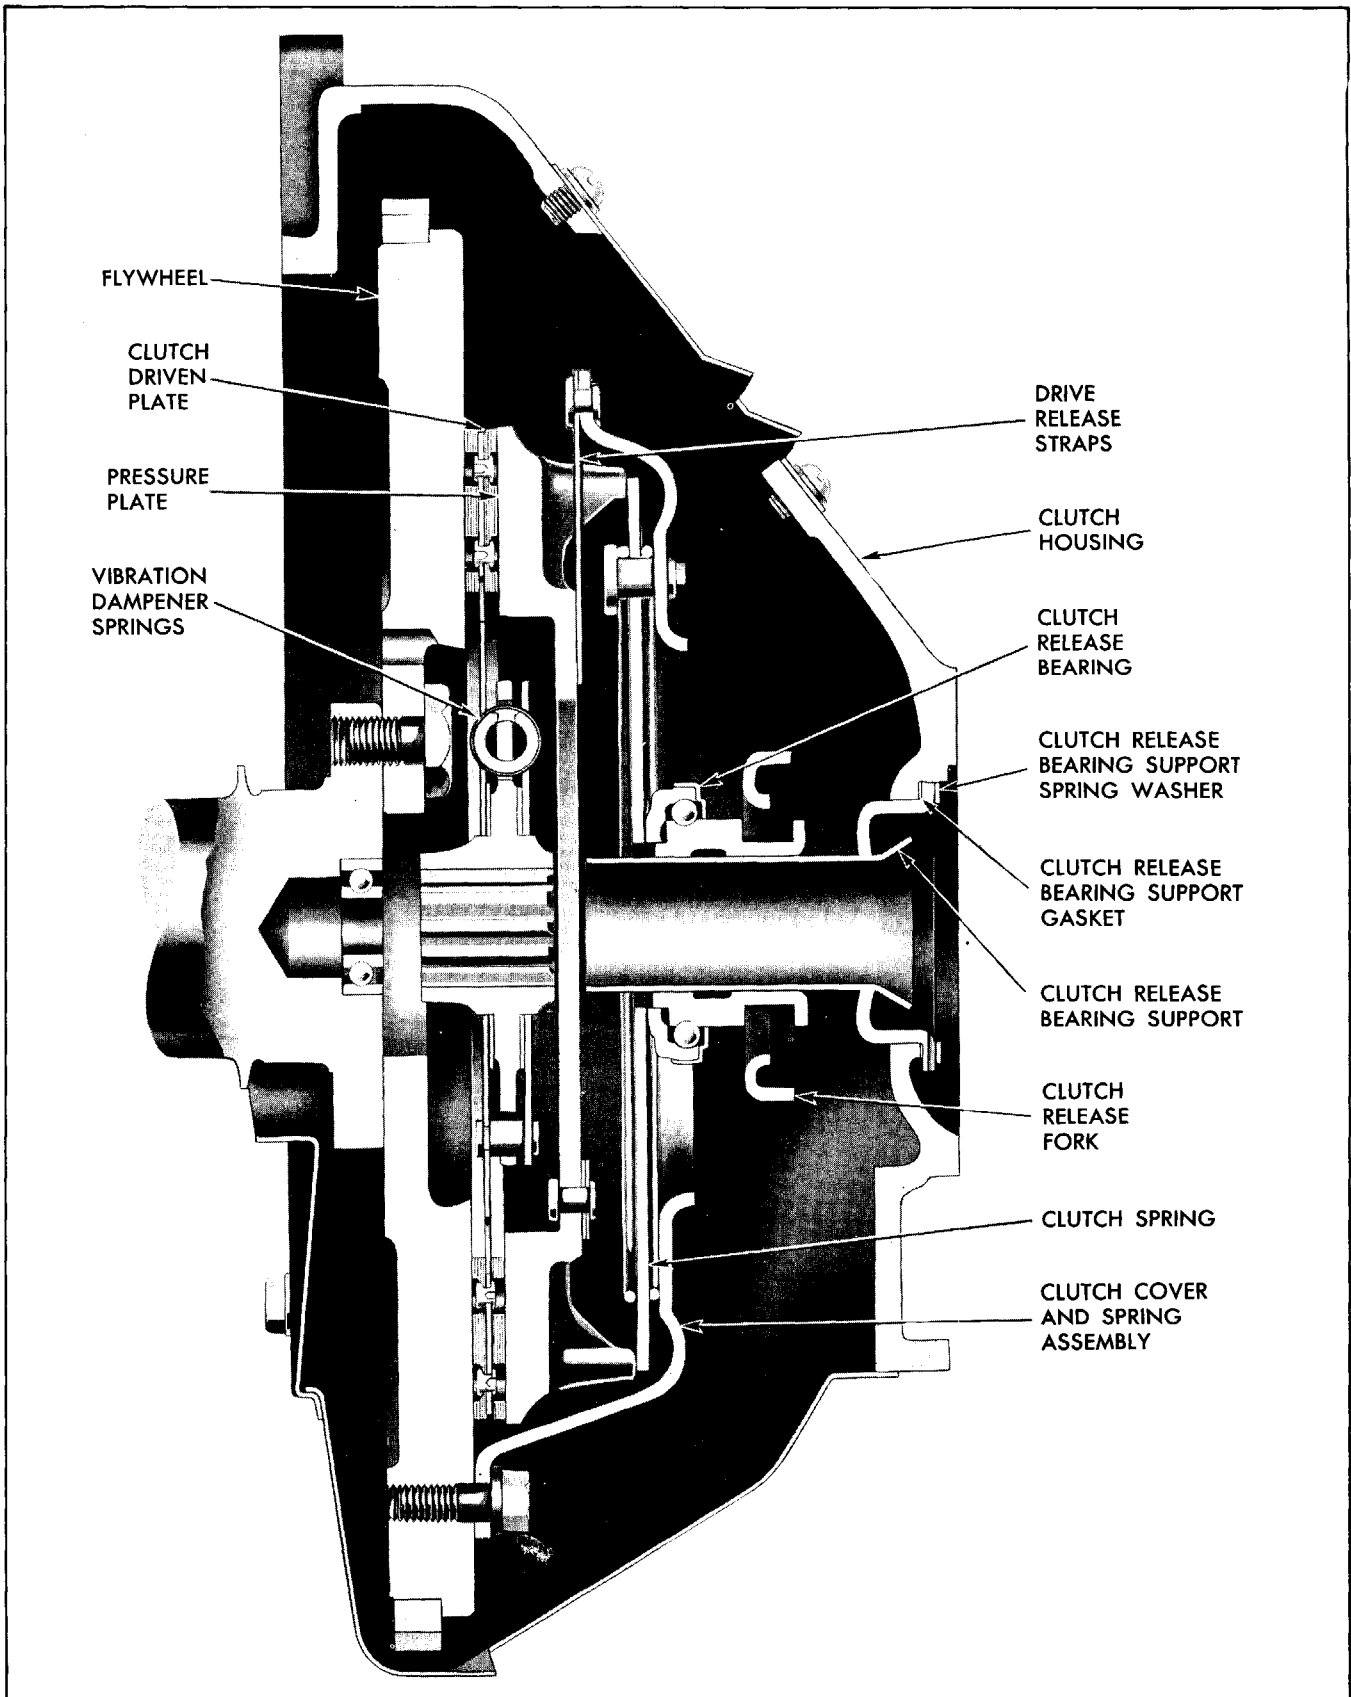 FLYWHEEL
CLUTCH
DRIVEN
PLATE
PRESSURE
PLATE
VIBRATION
DAMPENER
SPRINGS
DRIVE
RELEASE
STRAPS
CLUTCH
HOUSING
CLUTCH
RELEASE
BEARING
CLUTCH RELEASE
BEARING SUPPORT
SPRING WASHER
CLUTCH RELEASE
BEARING SUPPORT
GASKET
CLUTCH RELEASE
BEARING SUPPORT
CLUTCH
RELEASE
FORK
CLUTCH SPRING
CLUTCH COVER
AND SPRING
ASSEMBLY